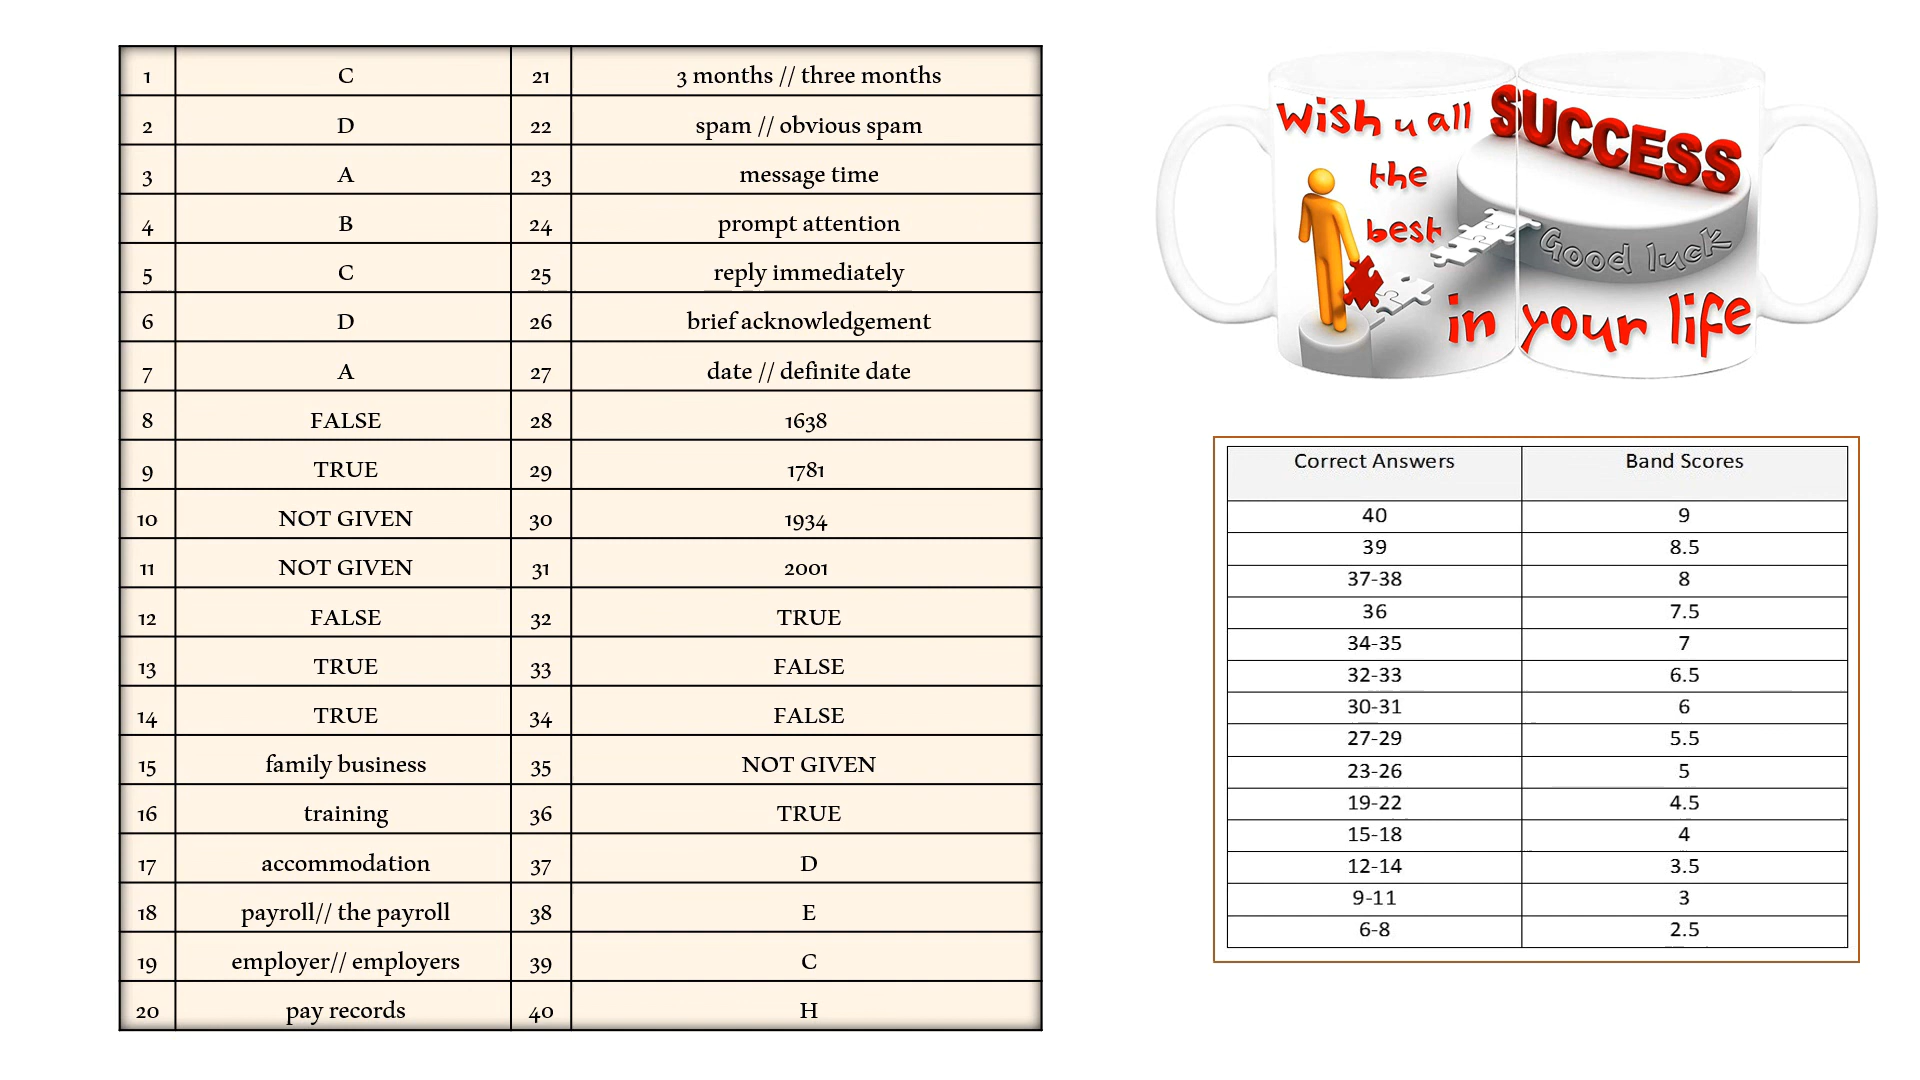 1 C 21 3 months // three months
2 D 22 spam // obvious spam
3 A 23 message time
4 B 24 prompt attention
5 C 25 reply immediately
6 D 26 brief acknowledgement
7 A 27 date // definite date
8 FALSE 28 1638
9 TRUE 29 1781
10 NOT GIVEN 30 1934
11 NOT GIVEN 31 2001
12 FALSE 32 TRUE
13 TRUE 33 FALSE
14 TRUE 34 FALSE
15 family business 35 NOT GIVEN
16 training 36 TRUE
17 accommodation 37 D
18 payroll// the payroll 38 E
19 employer// employers 39 C
20 pay records 40 H
Wish u all SUCCESS
the
best
Good luck
in your life
Correct Answers Band Scores
40 9
39 8.5
37-38 8
36 7.5
34-35 7
32-33 6.5
30-31 6
27-29 5.5
23-26 5
19-22 4.5
15-18 4
12-14 3.5
9-11 3
6-8 2.5